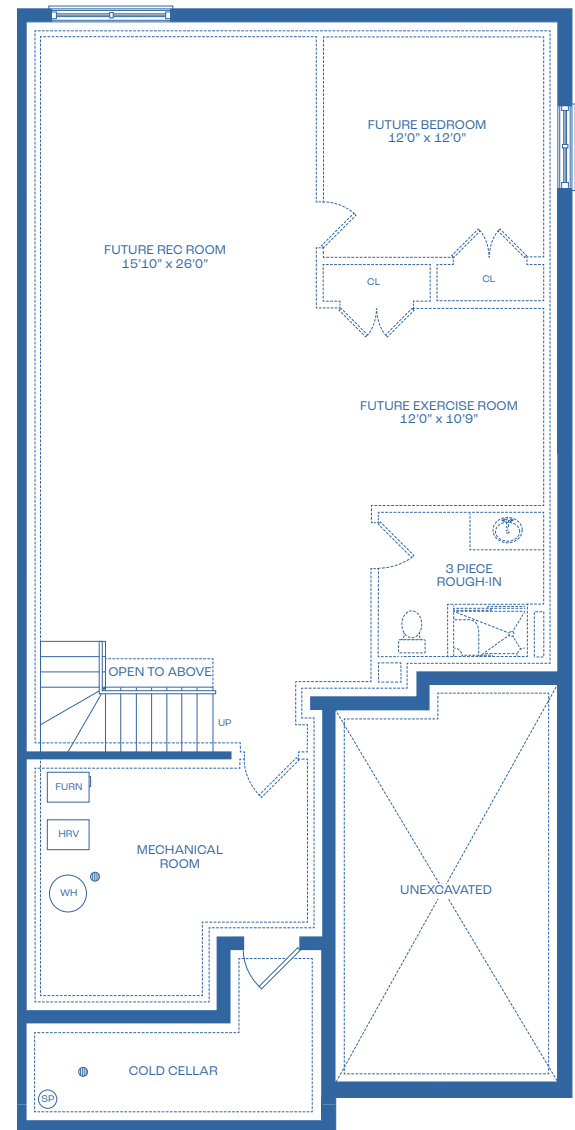 FUTURE BEDROOM
12'0" x 12'0"
FUTURE REC ROOM
15'10" x 26'0"
CL
CL
FUTURE EXERCISE ROOM
12'0" x 10'9"
3 PIECE
ROUGH-IN
OPEN TO ABOVE
UP
FURN
HRV
MECHANICAL
ROOM
WH
UNEXCAVATED
COLD CELLAR
SP